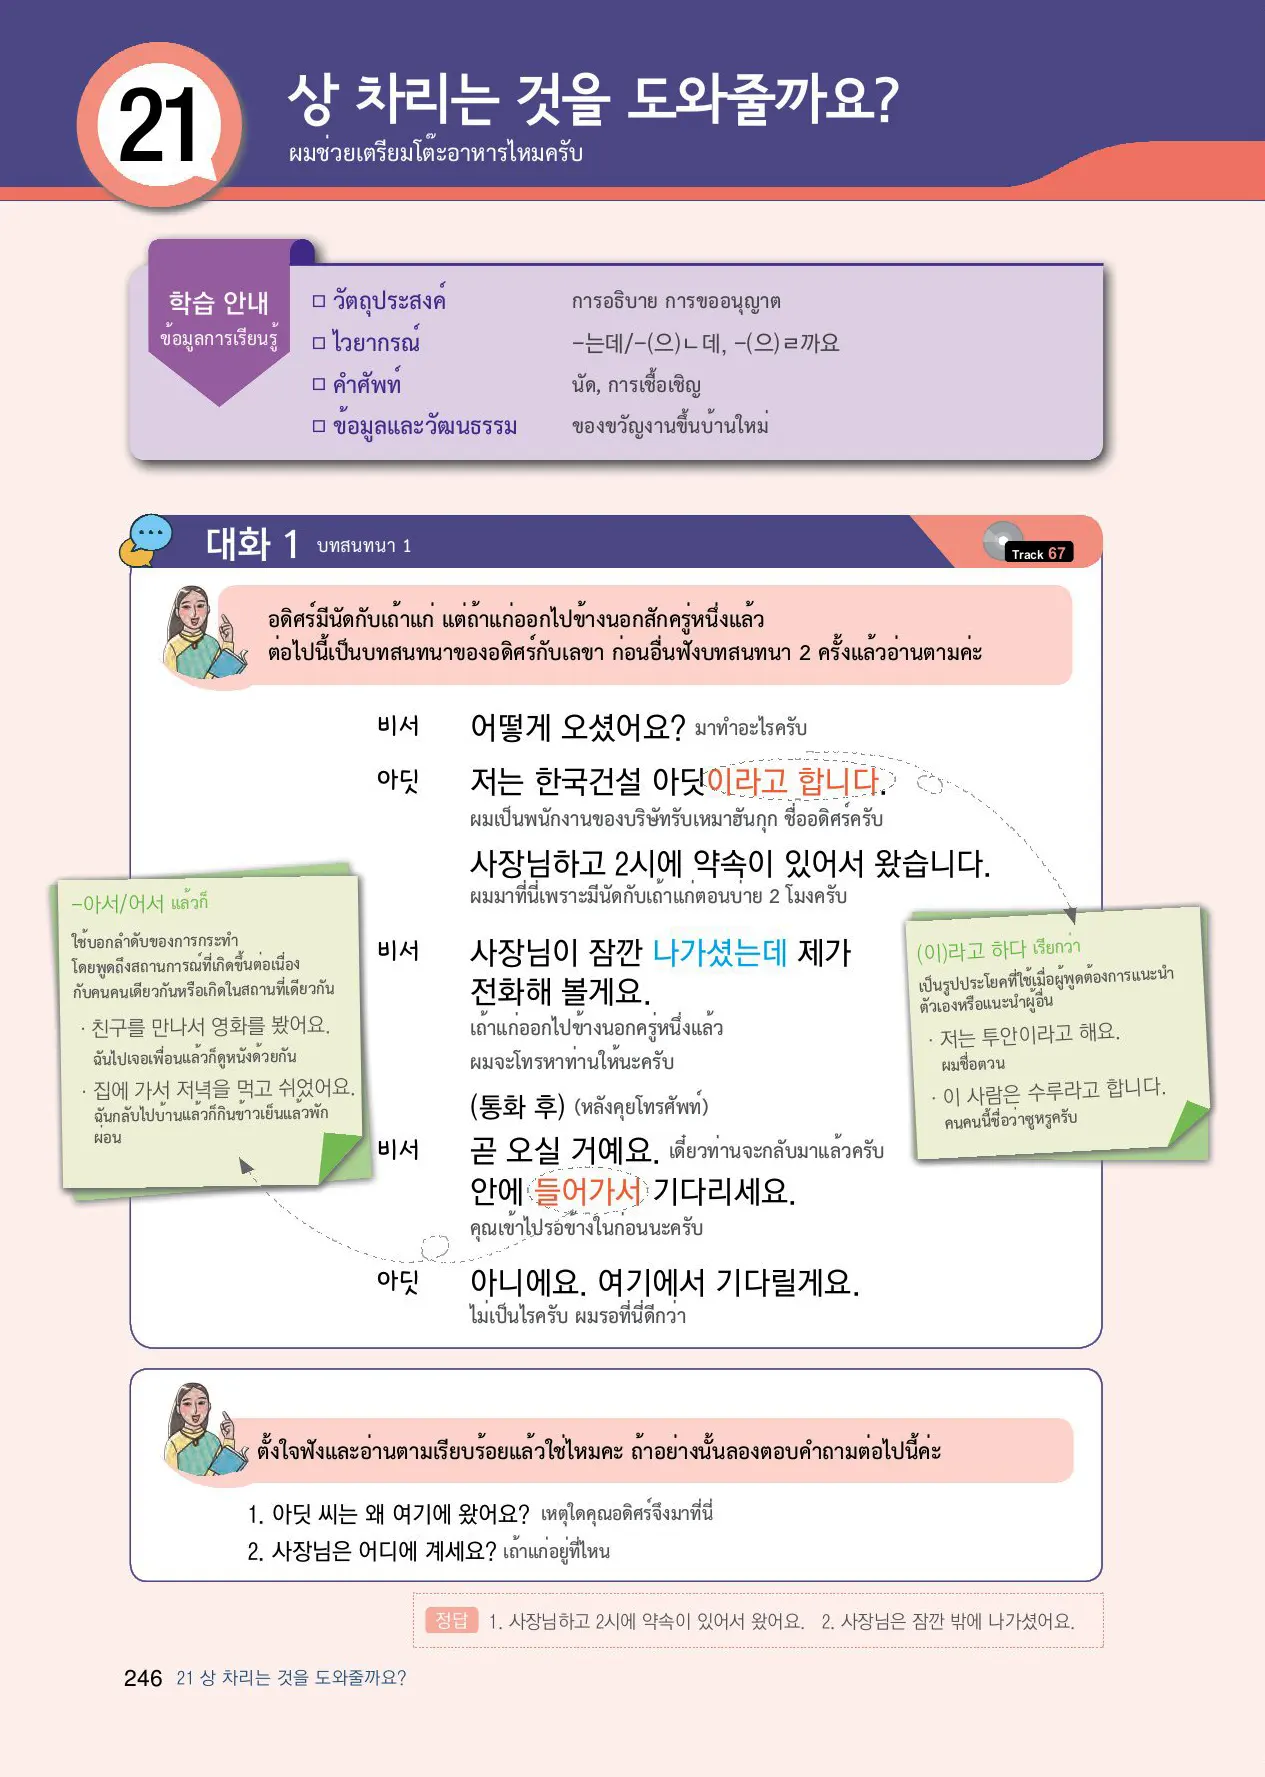 21
상 차리는 것을 도와줄까요?
ผมช่วยเตรียมโต๊ะอาหารไหมครับ
학습 안내
ข้อมูลการเรียนรู้
□ วัตถุประสงค์ การอธิบาย การขออนุญาต
□ ไวยากรณ์ -는데/-(으)ㄴ데, -(으)ㄹ까요
□ คำศัพท์ นัด, การเชื้อเชิญ
□ ข้อมูลและวัฒนธรรม ของขวัญงานขึ้นบ้านใหม่
대화 1 บทสนทนา 1
Track 67
อดิศร์มีนัดกับเถ้าแก่ แต่ถ้าแก่ออกไปข้างนอกสักครู่หนึ่งแล้ว
ต่อไปนี้เป็นบทสนทนาของอดิศร์กับเลขา ก่อนอื่นฟังบทสนทนา 2 ครั้งแล้วอ่านตามค่ะ
비서 어떻게 오셨어요? มาทำอะไรครับ
아딧 저는 한국건설 아딧이라고 합니다.
ผมเป็นพนักงานของบริษัทรับเหมาฮันกุก ชื่ออดิศร์ครับ
사장님하고 2시에 약속이 있어서 왔습니다.
ผมมาที่นี่เพราะมีนัดกับเถ้าแก่ตอนบ่าย 2 โมงครับ
비서 사장님이 잠깐 나가셨는데 제가
전화해 볼게요.
เถ้าแก่ออกไปข้างนอกครู่หนึ่งแล้ว
ผมจะโทรหาท่านให้นะครับ
(통화 후) (หลังคุยโทรศัพท์)
비서 곧 오실 거예요. เดี๋ยวท่านจะกลับมาแล้วครับ
안에 들어가서 기다리세요.
คุณเข้าไปรอข้างในก่อนนะครับ
아딧 아니에요. 여기에서 기다릴게요.
ไม่เป็นไรครับ ผมรอที่นี่ดีกว่า
-아서/어서 แล้วก็
ใช้บอกลำดับของการกระทำ
โดยพูดถึงสถานการณ์ที่เกิดขึ้นต่อเนื่อง
กับคนคนเดียวกันหรือเกิดในสถานที่เดียวกัน
· 친구를 만나서 영화를 봤어요.
ฉันไปเจอเพื่อนแล้วก็ดูหนังด้วยกัน
· 집에 가서 저녁을 먹고 쉬었어요.
ฉันกลับไปบ้านแล้วก็กินข้าวเย็นแล้วพัก
ผ่อน
(이)라고 하다 เรียกว่า
เป็นรูปประโยคที่ใช้เมื่อผู้พูดต้องการแนะนำ
ตัวเองหรือแนะนำผู้อื่น
· 저는 투안이라고 해요.
ผมชื่อตวน
· 이 사람은 수루라고 합니다.
คนคนนี้ชื่อว่าซูหรูครับ
ตั้งใจฟังและอ่านตามเรียบร้อยแล้วใช่ไหมคะ ถ้าอย่างนั้นลองตอบคำถามต่อไปนี้ค่ะ
1. 아딧 씨는 왜 여기에 왔어요? เหตุใดคุณอดิศร์จึงมาที่นี่
2. 사장님은 어디에 계세요? เถ้าแก่อยู่ที่ไหน
정답 1. 사장님하고 2시에 약속이 있어서 왔어요. 2. 사장님은 잠깐 밖에 나가셨어요.
246 21 상 차리는 것을 도와줄까요?